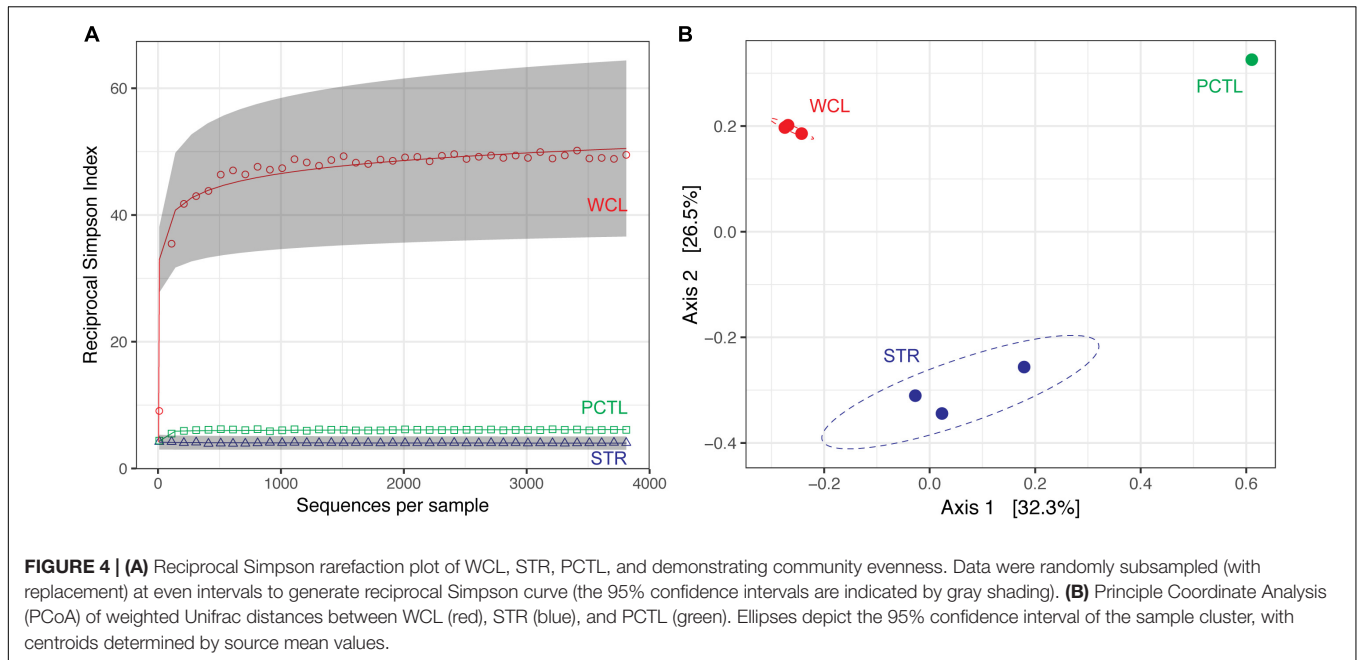 A
Reciprocal Simpson Index
60
40
20
0
WCL
PCTL
STR
0 1000 2000 3000 4000
Sequences per sample
B
Axis 2 [26.5%]
0.2
0.0
−0.2
−0.4
PCTL
WCL
STR
−0.2 0.0 0.2 0.4 0.6
Axis 1 [32.3%]
FIGURE 4 | (A) Reciprocal Simpson rarefaction plot of WCL, STR, PCTL, and demonstrating community evenness. Data were randomly subsampled (with
replacement) at even intervals to generate reciprocal Simpson curve (the 95% confidence intervals are indicated by gray shading). (B) Principle Coordinate Analysis
(PCoA) of weighted Unifrac distances between WCL (red), STR (blue), and PCTL (green). Ellipses depict the 95% confidence interval of the sample cluster, with
centroids determined by source mean values.